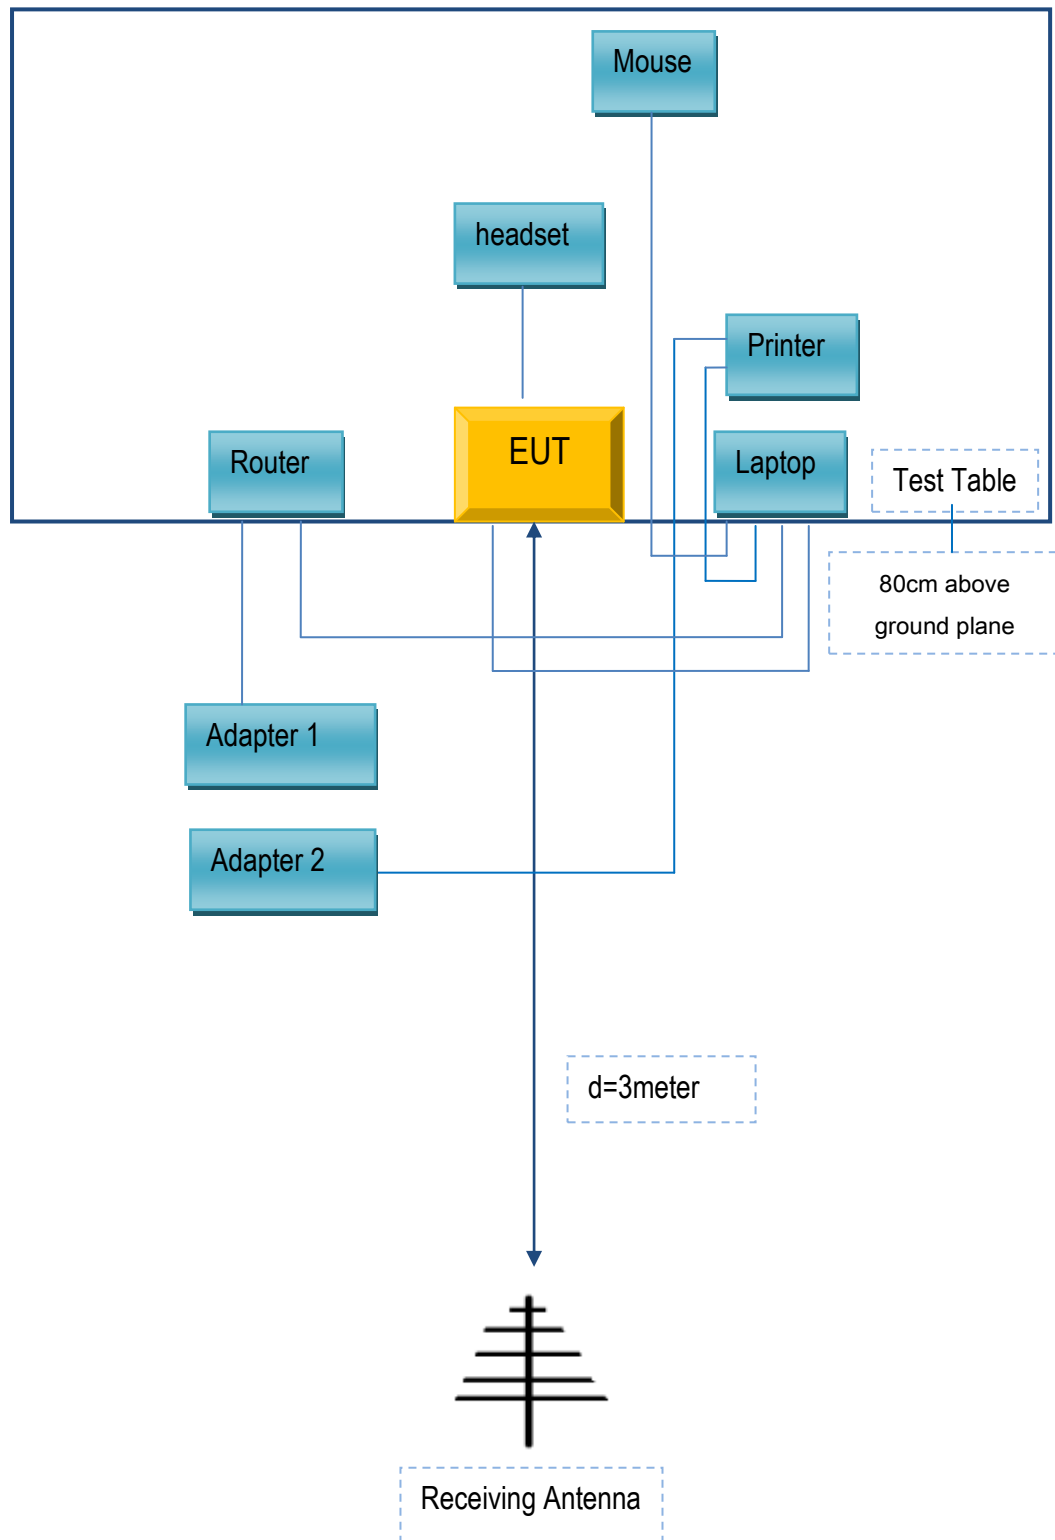 Mouse
headset
Printer
Router
EUT
Laptop
Test Table
80cm above
ground plane
Adapter 1
Adapter 2
d=3meter
Receiving Antenna